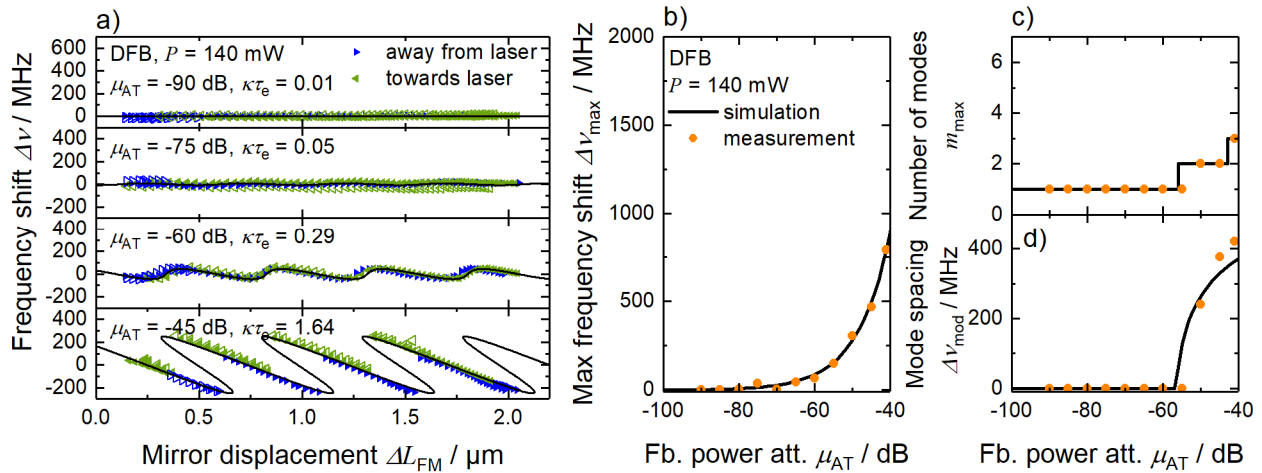 a)
DFB, P = 140 mW
away from laser
towards laser
μAT = -90 dB, κτe = 0.01
μAT = -75 dB, κτe = 0.05
μAT = -60 dB, κτe = 0.29
μAT = -45 dB, κτe = 1.64
600
400
200
0
400
200
0
-200
400
200
0
-200
400
200
0
-200
Frequency shift Δν / MHz
0.0 0.5 1.0 1.5 2.0
Mirror displacement ΔLFM / μm
b)
DFB
P = 140 mW
simulation
measurement
2000
1750
1500
1250
1000
750
500
250
0
Max frequency shift Δνmax / MHz
-100 -80 -60 -40
Fb. power att. μAT / dB
c)
6
4
2
0
Number of modes
mmax
d)
400
200
0
Mode spacing
Δνmod / MHz
-100 -80 -60 -40
Fb. power att. μAT / dB